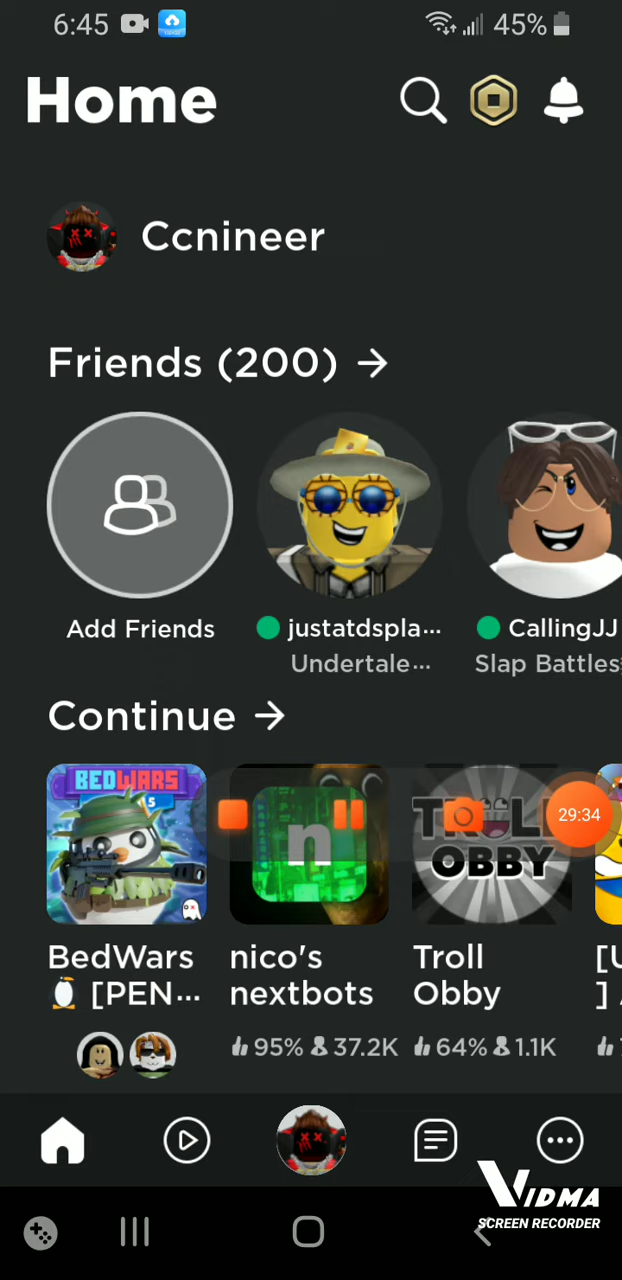 6:45
45%
Home
Ccnineer
Friends (200) →
Add Friends
justatdspla...
CallingJJ
Undertale...
Slap Battles
Continue →
BEDWARS
5
n
TROLL
OBBY
29:34
BedWars
[PEN...
nico's
nextbots
Troll
Obby
[U
]
95% 37.2K
64% 1.1K
VIDMA
SCREEN RECORDER